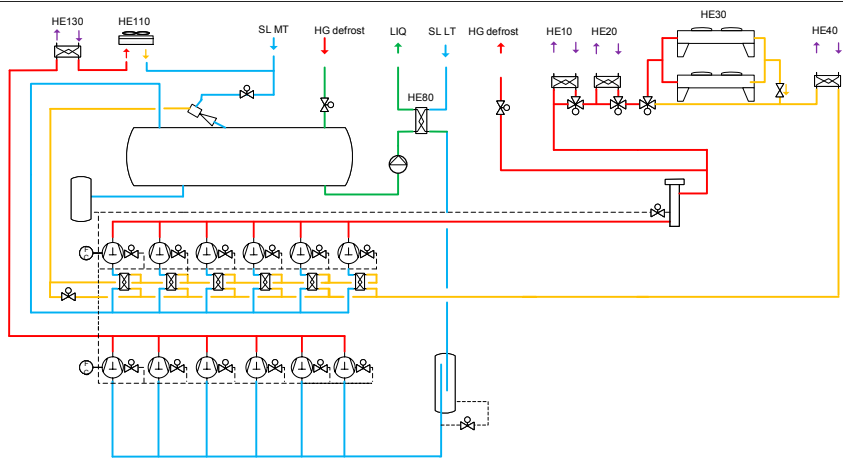 HE130
HE110
SL MT
HG defrost
LIQ
SL LT
HG defrost
HE10
HE20
HE30
HE40
HE80
F
C
F
C